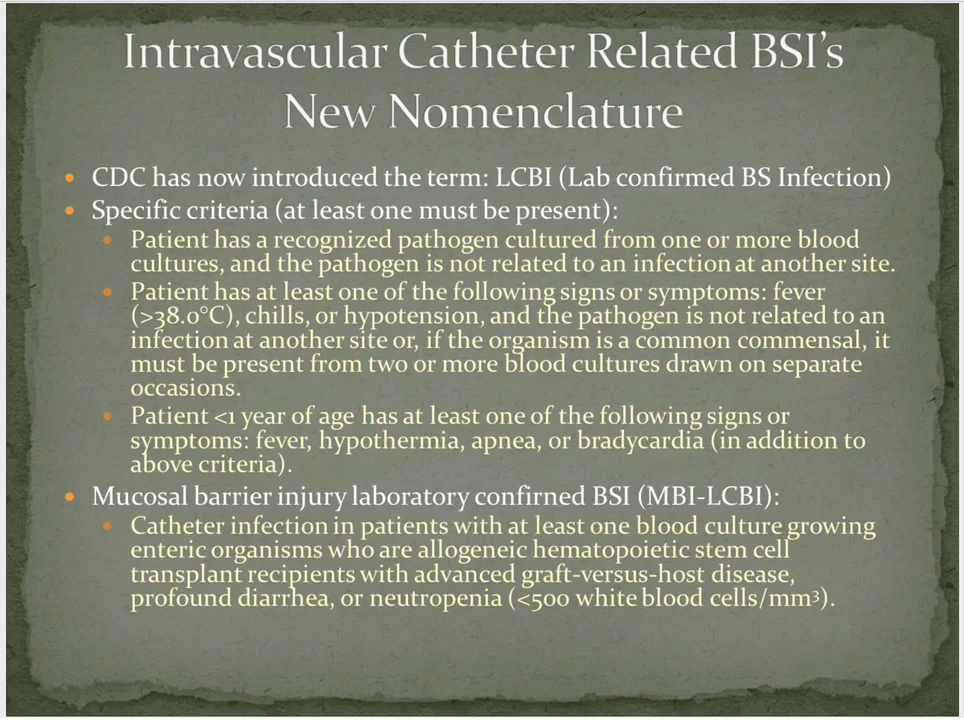 Intravascular Catheter Related BSI's
New Nomenclature
• CDC has now introduced the term: LCBI (Lab confirmed BS Infection)
• Specific criteria (at least one must be present):
• Patient has a recognized pathogen cultured from one or more blood
cultures, and the pathogen is not related to an infection at another site.
• Patient has at least one of the following signs or symptoms: fever
(>38.0°C), chills, or hypotension, and the pathogen is not related to an
infection at another site or, if the organism is a common commensal, it
must be present from two or more blood cultures drawn on separate
occasions.
• Patient <1 year of age has at least one of the following signs or
symptoms: fever, hypothermia, apnea, or bradycardia (in addition to
above criteria).
• Mucosal barrier injury laboratory confirned BSI (MBI-LCBI):
• Catheter infection in patients with at least one blood culture growing
enteric organisms who are allogeneic hematopoietic stem cell
transplant recipients with advanced graft-versus-host disease,
profound diarrhea, or neutropenia (<500 white blood cells/mm³).